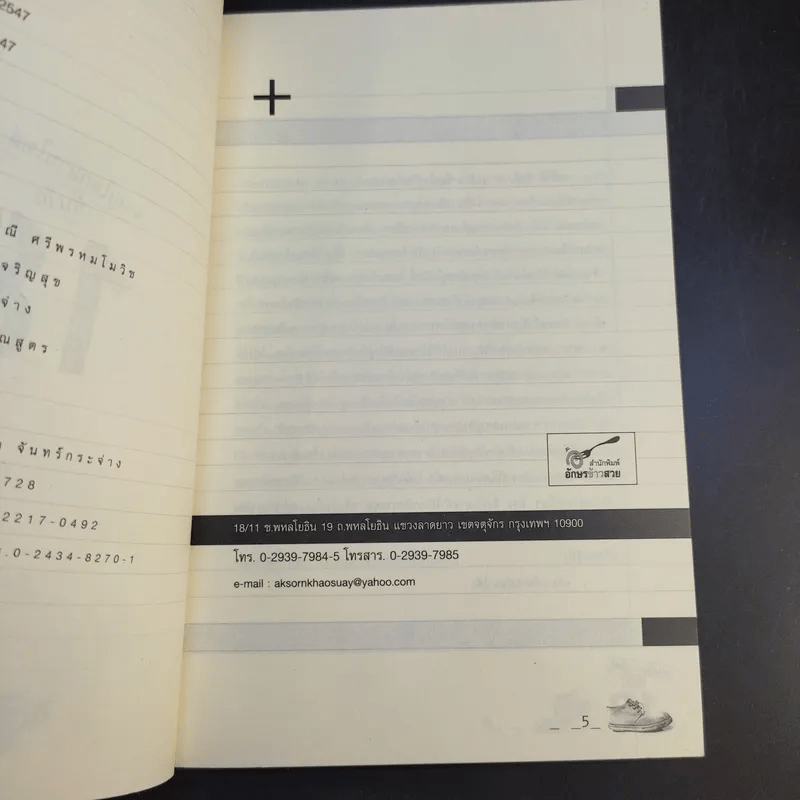 2547
47
ณี ศรีพรหมโมวิช
จริญสุข
จ่าง
ณสูตร
จันทร์กระจ่าง
728
2217-0492
.0-2434-8270-1
สำนักพิมพ์
อักษรข้าวสวย
18/11 ซ.พหลโยธิน 19 ถ.พหลโยธิน แขวงลาดยาว เขตจตุจักร กรุงเทพฯ 10900
โทร. 0-2939-7984-5 โทรสาร. 0-2939-7985
e-mail : aksornkhaosuay@yahoo.com
_ _5_